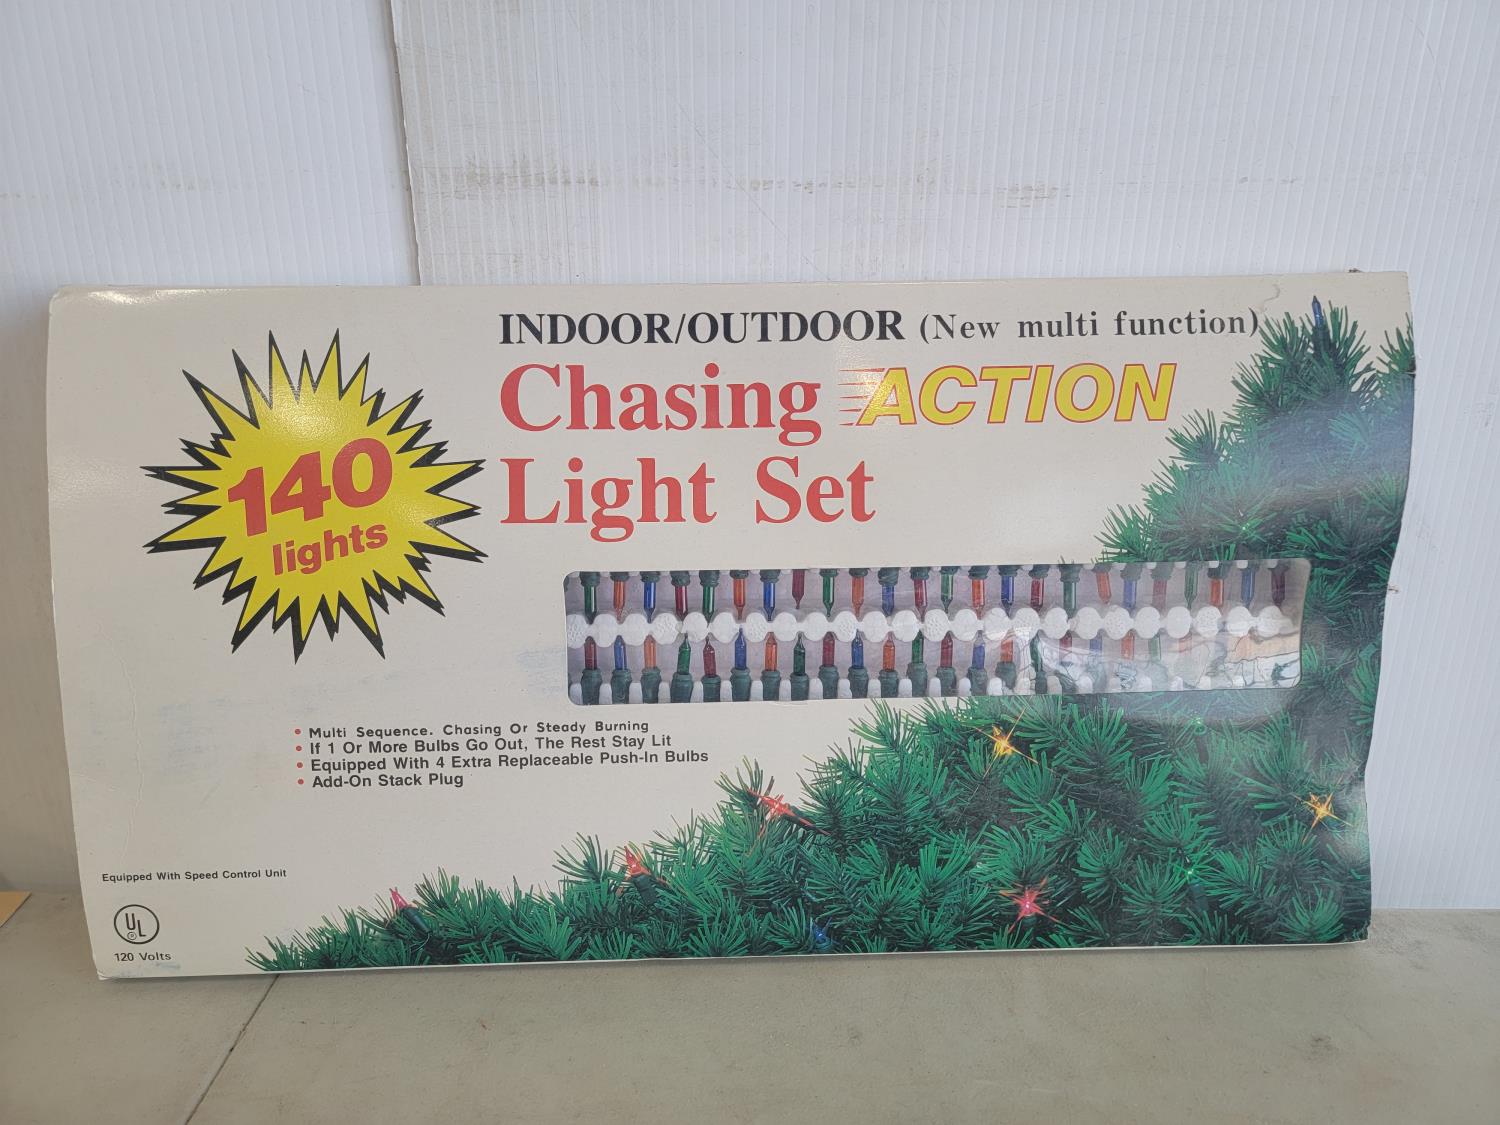 INDOOR/OUTDOOR (New multi function)
Chasing ACTION
Light Set
140
lights
• Multi Sequence. Chasing Or Steady Burning
• If 1 Or More Bulbs Go Out, The Rest Stay Lit
• Equipped With 4 Extra Replaceable Push-In Bulbs
• Add-On Stack Plug
Equipped With Speed Control Unit
UL
®
120 Volts